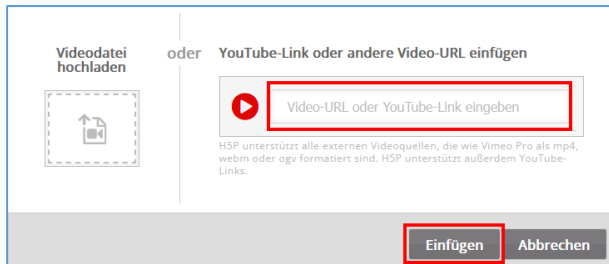 Videodatei
hochladen
oder
YouTube-Link oder andere Video-URL einfügen
Video-URL oder YouTube-Link eingeben
H5P unterstützt alle externen Videoquellen, die wie Vimeo Pro als mp4,
webm oder ogv formatiert sind. H5P unterstützt außerdem YouTube-
Links.
Einfügen
Abbrechen